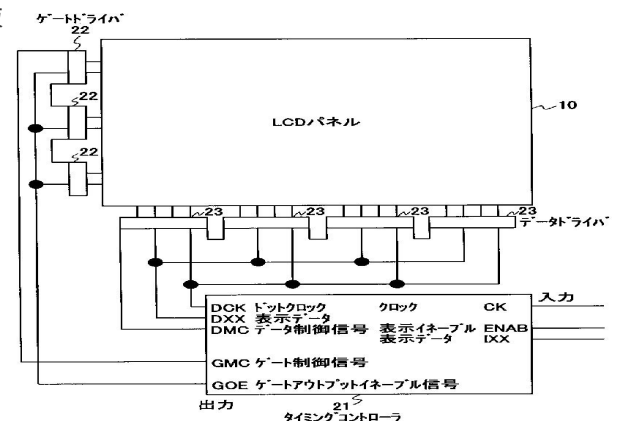 ゲートドライバ
22
22
22
LCDパネル
10
23
23
23
23
データドライバ
DCK ドットクロック クロック CK
入力
DXX 表示データ
DMC データ制御信号 表示イネーブル ENAB
表示データ IXX
GMC ゲート制御信号
GOE ゲートアウトプットイネーブル信号
出力
21
タイミングコントローラ